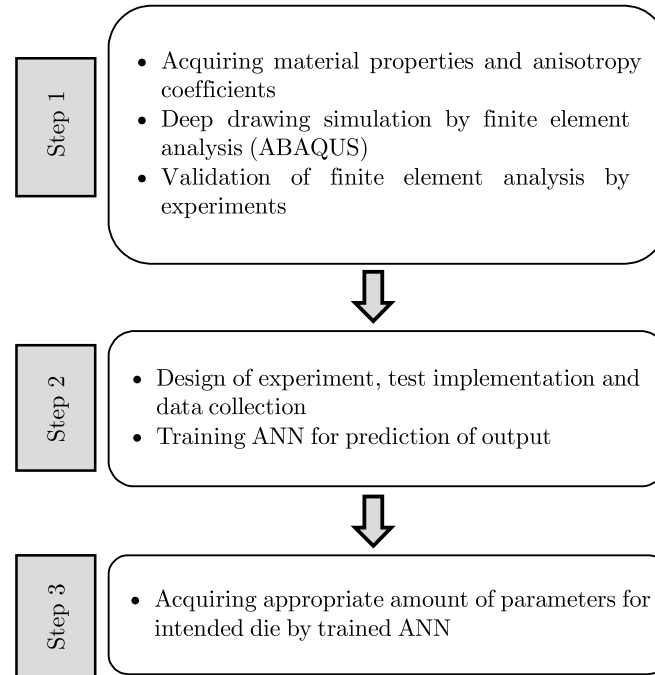 Step 1
• Acquiring material properties and anisotropy
coefficients
• Deep drawing simulation by finite element
analysis (ABAQUS)
• Validation of finite element analysis by
experiments
Step 2
• Design of experiment, test implementation and
data collection
• Training ANN for prediction of output
Step 3
• Acquiring appropriate amount of parameters for
intended die by trained ANN